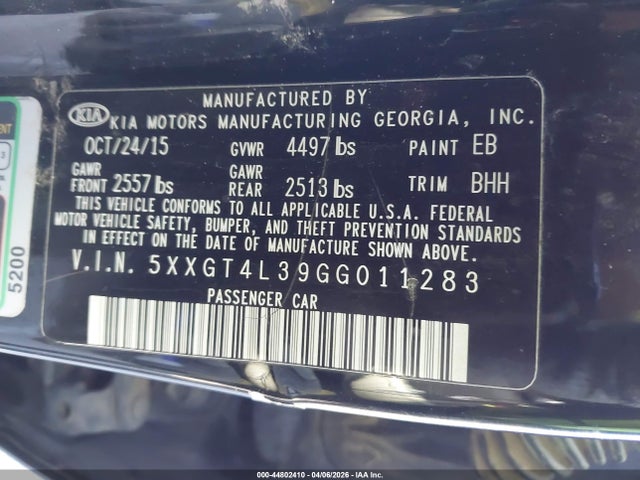 MANUFACTURED BY
KIA KIA MOTORS MANUFACTURING GEORGIA, INC.
OCT/24/15 GVWR 4497 lbs PAINT EB
GAWR FRONT 2557 lbs GAWR REAR 2513 lbs TRIM BHH
THIS VEHICLE CONFORMS TO ALL APPLICABLE U.S.A. FEDERAL
MOTOR VEHICLE SAFETY, BUMPER, AND THEFT PREVENTION STANDARDS
IN EFFECT ON THE DATE OF MANUFACTURE SHOWN ABOVE.
V.I.N. 5XXGT4L39GG011283
PASSENGER CAR
5200
000-44802410 - 04/06/2026 - IAA Inc.